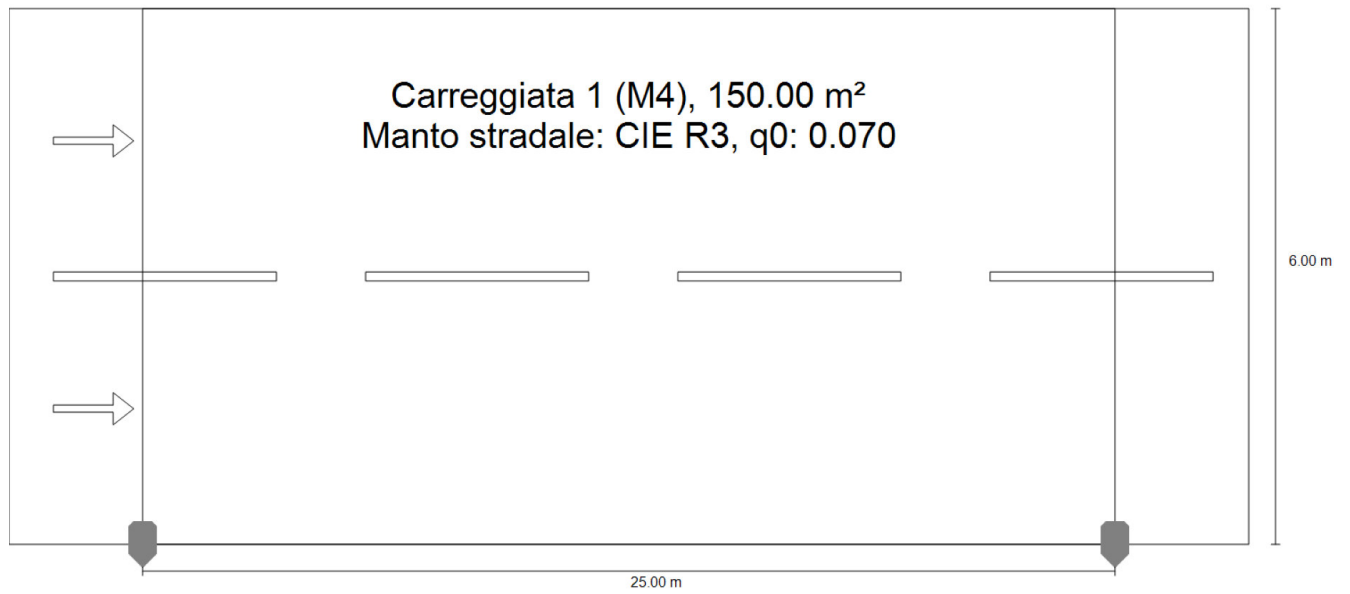 Carreggiata 1 (M4), 150.00 m²
Manto stradale: CIE R3, q0: 0.070
6.00 m
25.00 m